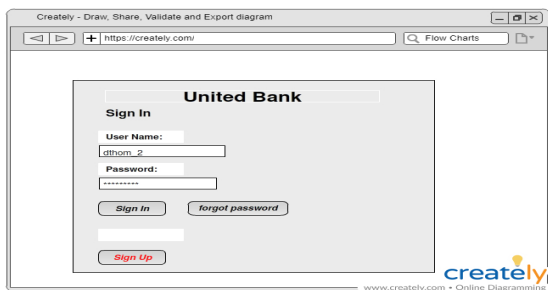 Creately - Draw, Share, Validate and Export diagram
https://creately.com/
Flow Charts
United Bank
Sign In
User Name:
dthom_2
Password:
---------
Sign In forgot password
Sign Up
creately
www.creately.com • Online Diagramming